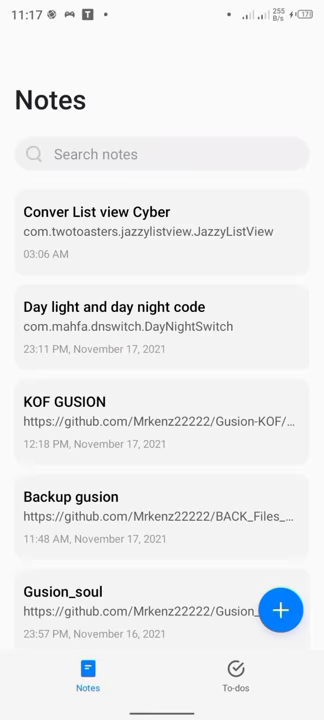 11:17
T
255
B/s
173
Notes
Search notes
Conver List view Cyber
com.twotoasters.jazzylistview.JazzyListView
03:06 AM
Day light and day night code
com.mahfa.dnswitch.DayNightSwitch
23:11 PM, November 17, 2021
KOF GUSION
https://github.com/Mrkenz22222/Gusion-KOF/...
12:18 PM, November 17, 2021
Backup gusion
https://github.com/Mrkenz22222/BACK_Files_...
11:48 AM, November 17, 2021
Gusion_soul
https://github.com/Mrkenz22222/Gusion_
23:57 PM, November 16, 2021
Notes
To-dos